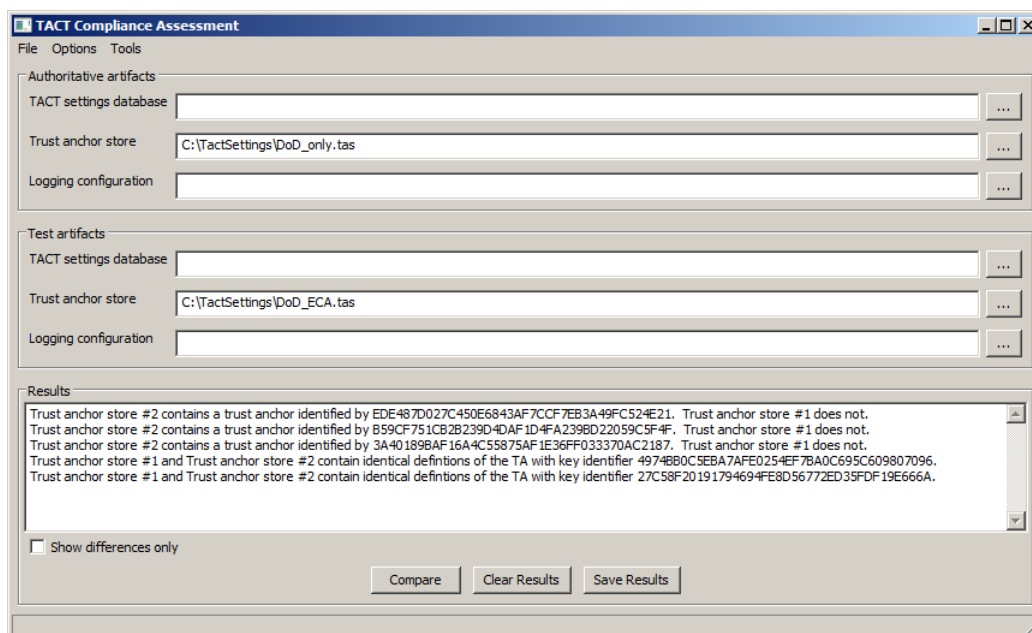 TACT Compliance Assessment
File Options Tools
Authoritative artifacts
TACT settings database
...
Trust anchor store
C:\TactSettings\DoD_only.tas
...
Logging configuration
...
Test artifacts
TACT settings database
...
Trust anchor store
C:\TactSettings\DoD_ECA.tas
...
Logging configuration
...
Results
Trust anchor store #2 contains a trust anchor identified by EDE487D027C450E6843AF7CCF7EB3A49FC524E21. Trust anchor store #1 does not.
Trust anchor store #2 contains a trust anchor identified by B59CF751CB2B239D4DAF1D4FA239BD22059C5F4F. Trust anchor store #1 does not.
Trust anchor store #2 contains a trust anchor identified by 3A40189BAF16A4C55875AF1E36FF033370AC2187. Trust anchor store #1 does not.
Trust anchor store #1 and Trust anchor store #2 contain identical defintions of the TA with key identifier 4974BB0C5EBA7AFE0254EF7BA0C695C609807096.
Trust anchor store #1 and Trust anchor store #2 contain identical defintions of the TA with key identifier 27C58F20191794694FE8D56772ED35FDF19E666A.
Show differences only
Compare Clear Results Save Results